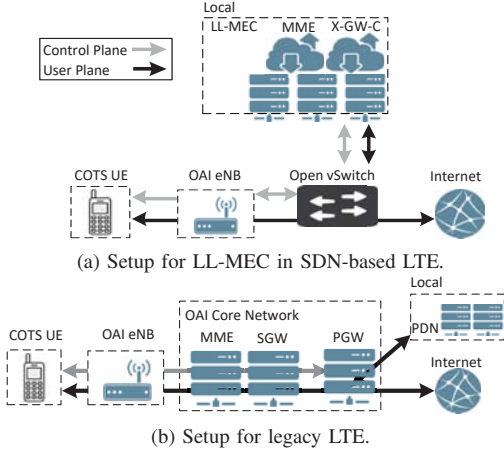 Local
Control Plane
User Plane
LL-MEC MME X-GW-C
COTS UE OAI eNB Open vSwitch Internet
(a) Setup for LL-MEC in SDN-based LTE.
Local
OAI Core Network
PDN
COTS UE OAI eNB MME SGW PGW
Internet
(b) Setup for legacy LTE.